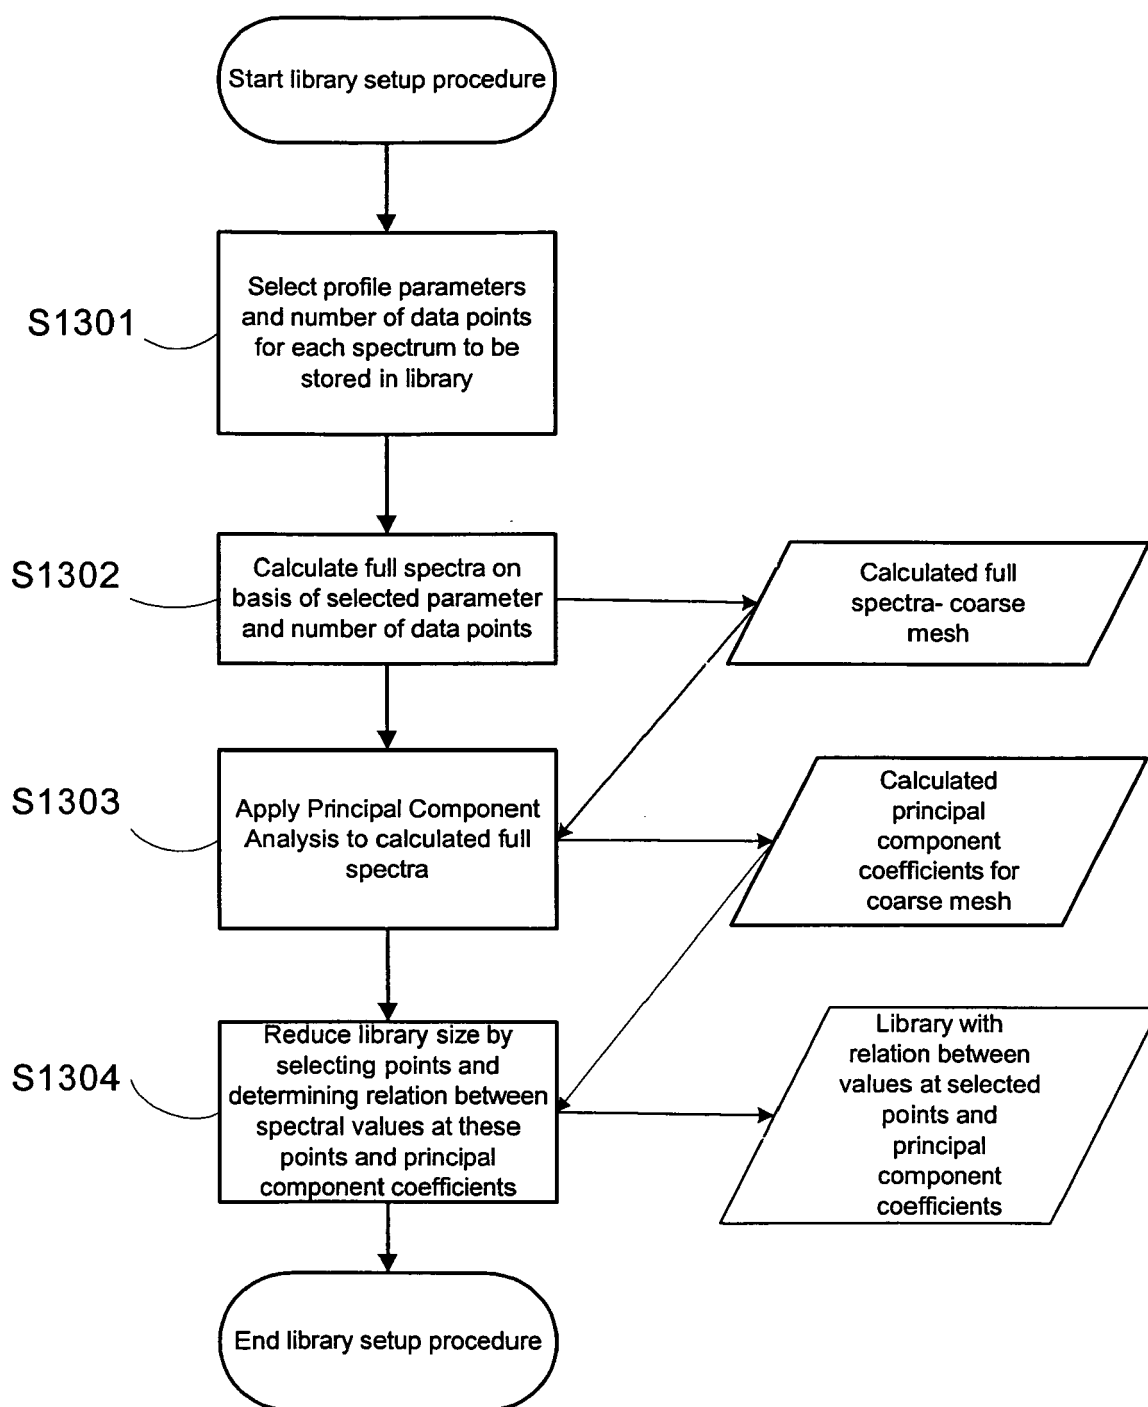 Start library setup procedure
S1301
Select profile parameters
and number of data points
for each spectrum to be
stored in library
S1302
Calculate full spectra on
basis of selected parameter
and number of data points
Calculated full
spectra- coarse
mesh
S1303
Apply Principal Component
Analysis to calculated full
spectra
Calculated
principal
component
coefficients for
coarse mesh
S1304
Reduce library size by
selecting points and
determining relation between
spectral values at these
points and principal
component coefficients
Library with
relation between
values at selected
points and
principal
component
coefficients
End library setup procedure